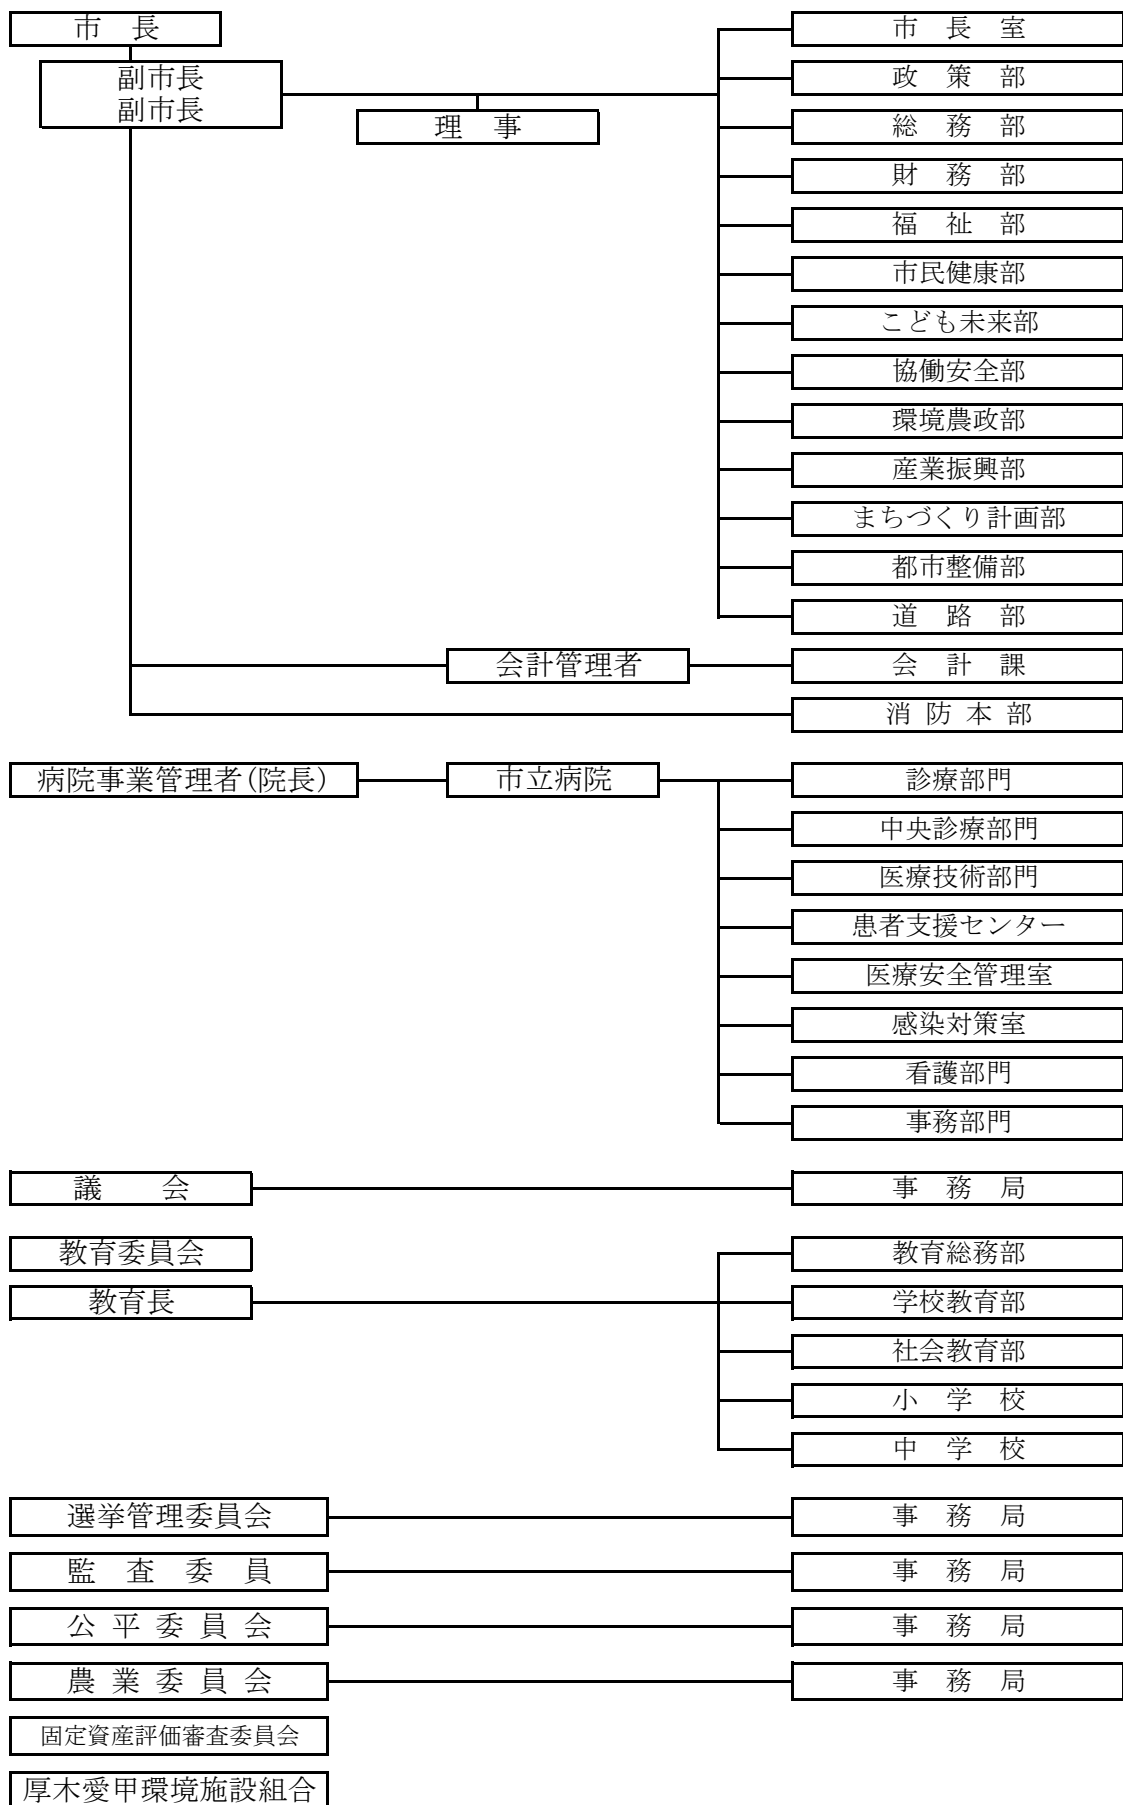 市　長
副市長
副市長
理　事
市　長　室
政　策　部
総　務　部
財　務　部
福　祉　部
市民健康部
こども未来部
協働安全部
環境農政部
産業振興部
まちづくり計画部
都市整備部
道　路　部
会計管理者
会　計　課
消 防 本 部
病院事業管理者(院長)
市立病院
診療部門
中央診療部門
医療技術部門
患者支援センター
医療安全管理室
感染対策室
看護部門
事務部門
議　　会
事　務　局
教育委員会
教育長
教育総務部
学校教育部
社会教育部
小　学　校
中　学　校
選挙管理委員会
事　務　局
監　査　委　員
事　務　局
公 平 委 員 会
事　務　局
農 業 委 員 会
事　務　局
固定資産評価審査委員会
厚木愛甲環境施設組合